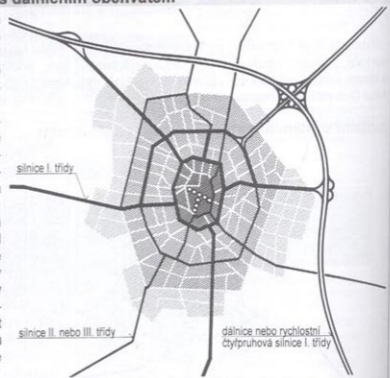 s dálničním obchvatem
silnice I. třídy
silnice II. nebo III. třídy
dálnice nebo rychlostní
čtyřpruhová silnice I. třídy